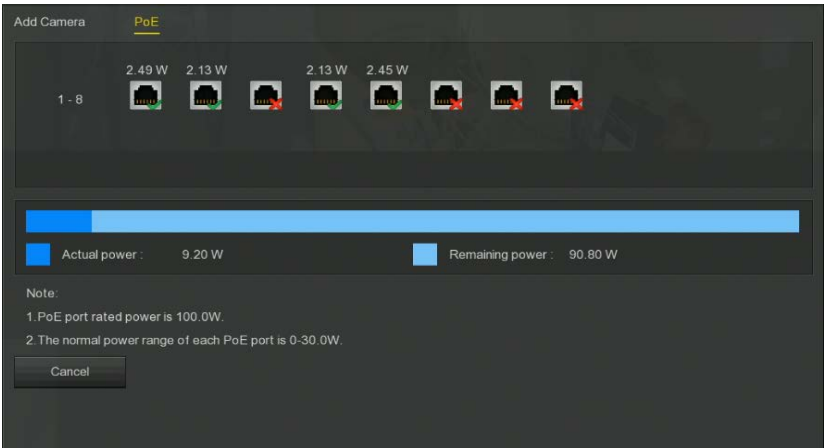 Add Camera PoE
2.49 W 2.13 W 2.13 W 2.45 W
1 - 8
Actual power : 9.20 W Remaining power : 90.80 W
Note:
1.PoE port rated power is 100.0W.
2.The normal power range of each PoE port is 0-30.0W.
Cancel